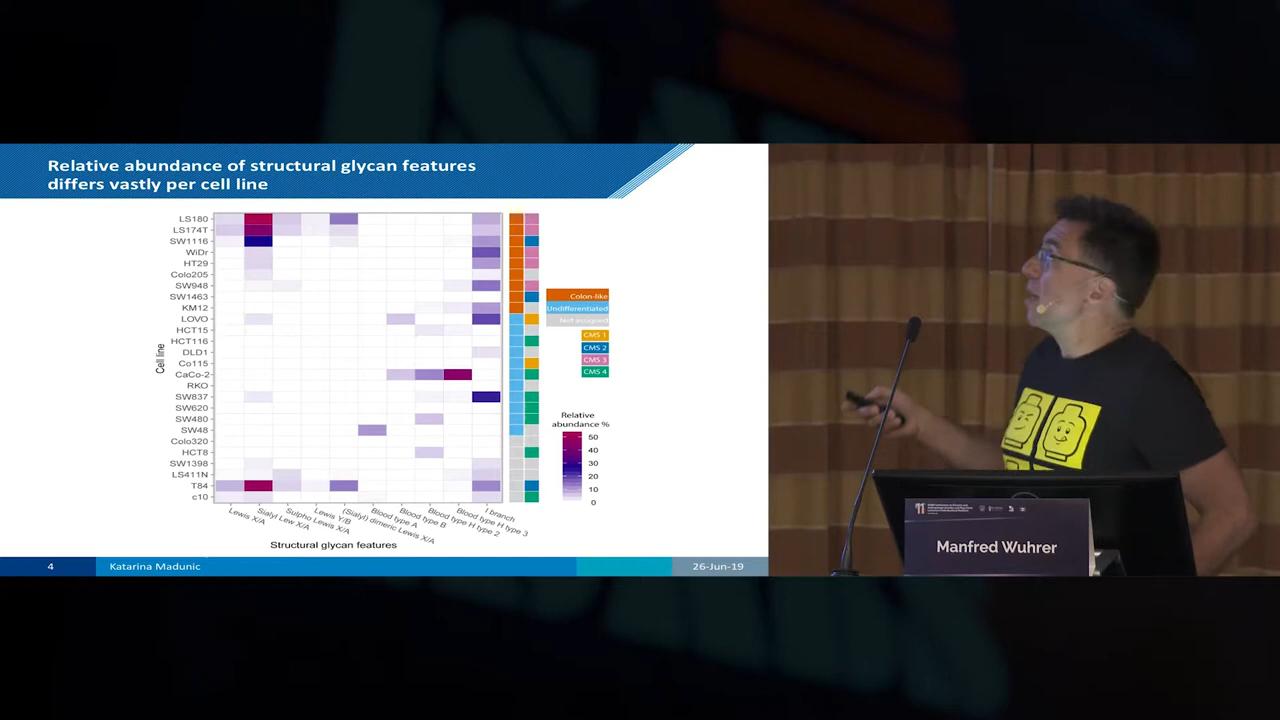 Relative abundance of structural glycan features
differs vastly per cell line
LS180
LS174T
SW1116
WiDr
HT29
Colo205
SW948
SW1463
KM12
LOVO
HCT15
HCT116
DLD1
Co115
CaCo-2
RKO
SW837
SW620
SW480
SW48
Colo320
HCT8
SW1398
LS411N
T84
c10
Cell line
Lewis X/A
Sialyl Lew X/A
Sulpho Lewis X/A
Lewis Y/B
(Sialyl) dimeric Lewis X/A
Blood type A
Blood type B
Blood type H type 2
Blood type H type 3
I branch
Structural glycan features
Colon-like
Undifferentiated
Not assigned
CMS 1
CMS 2
CMS 3
CMS 4
Relative
abundance %
50
40
30
20
10
0
4
Katarina Madunic
26-Jun-19
11
Manfred Wuhrer